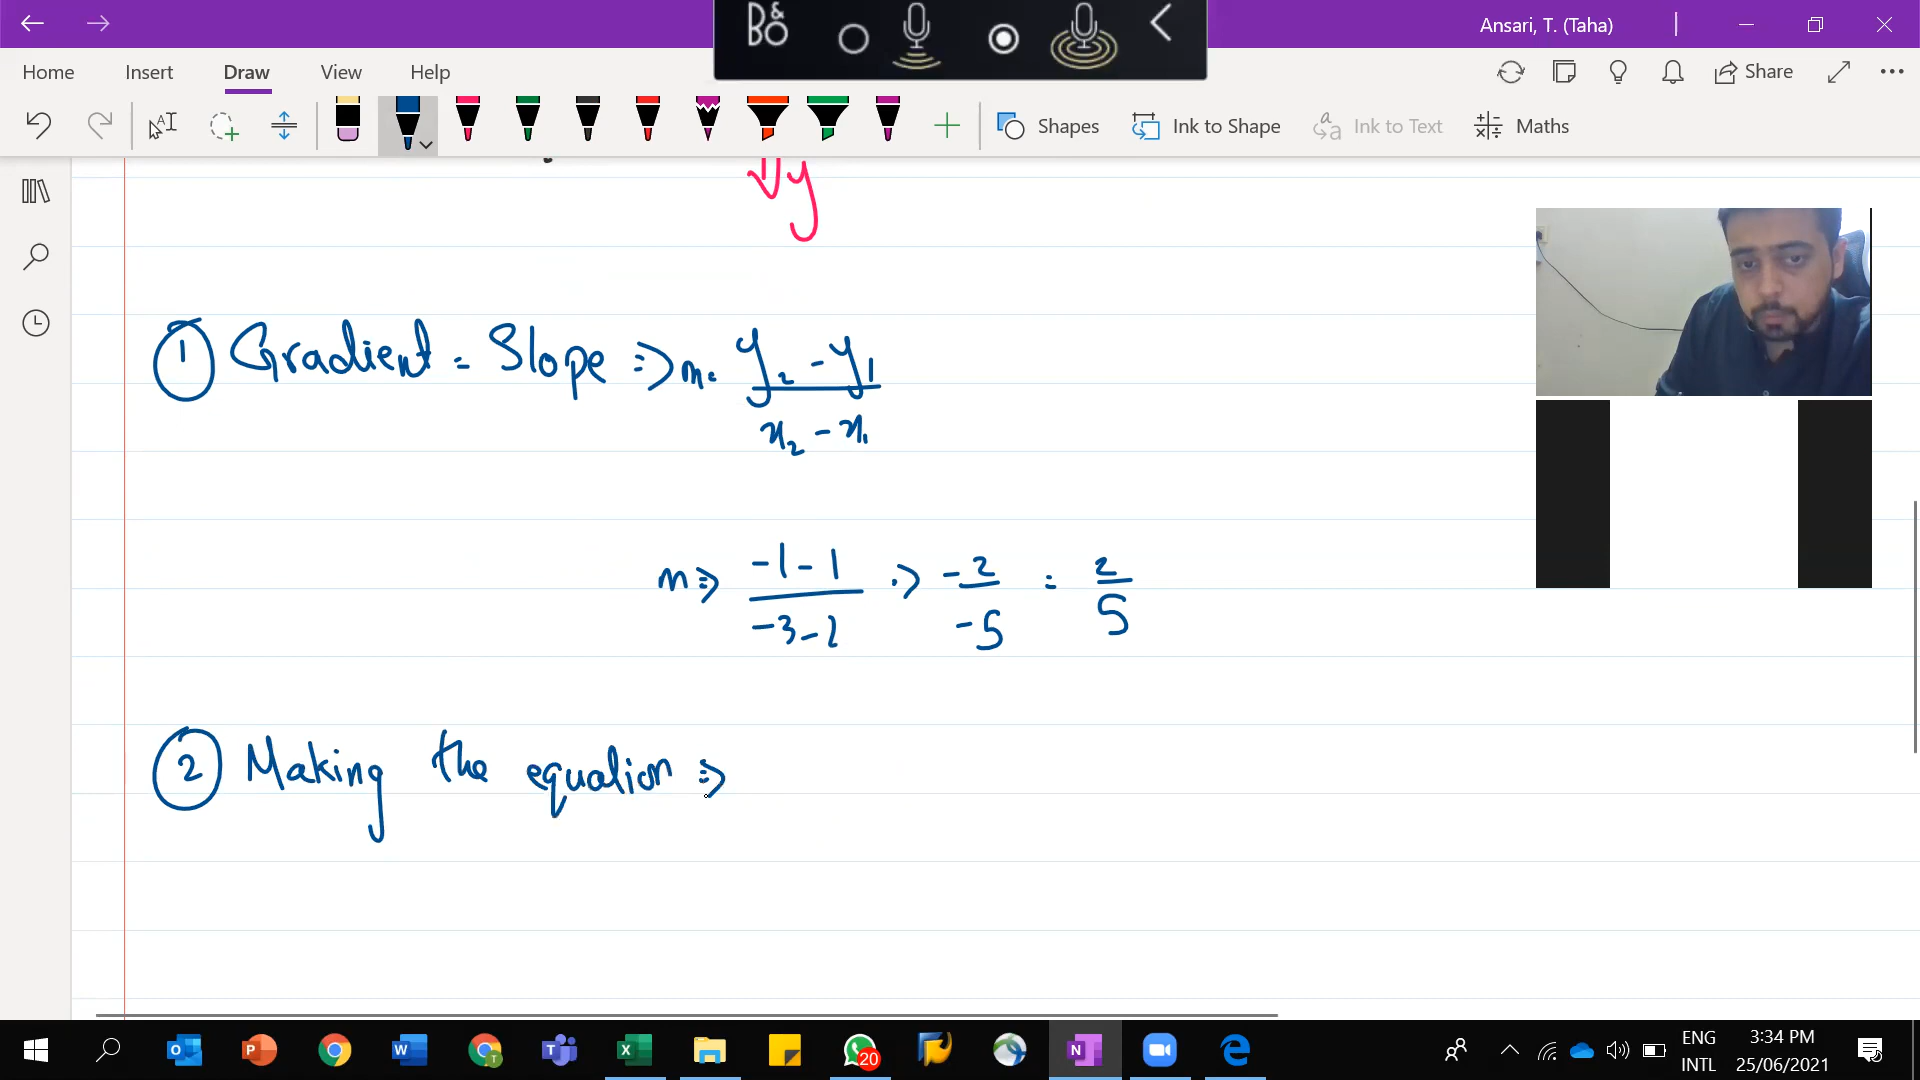 Ansari, T. (Taha)
B&O
Home Insert Draw View Help
Share
Shapes Ink to Shape Ink to Text Maths
∇y
① Gradient = Slope => m = y₂ - y₁ / x₂ - x₁
m => -1 - 1 / -3 - 2 => -2 / -5 = 2 / 5
② Making the equation =>
20
ENG
INTL
3:34 PM
25/06/2021